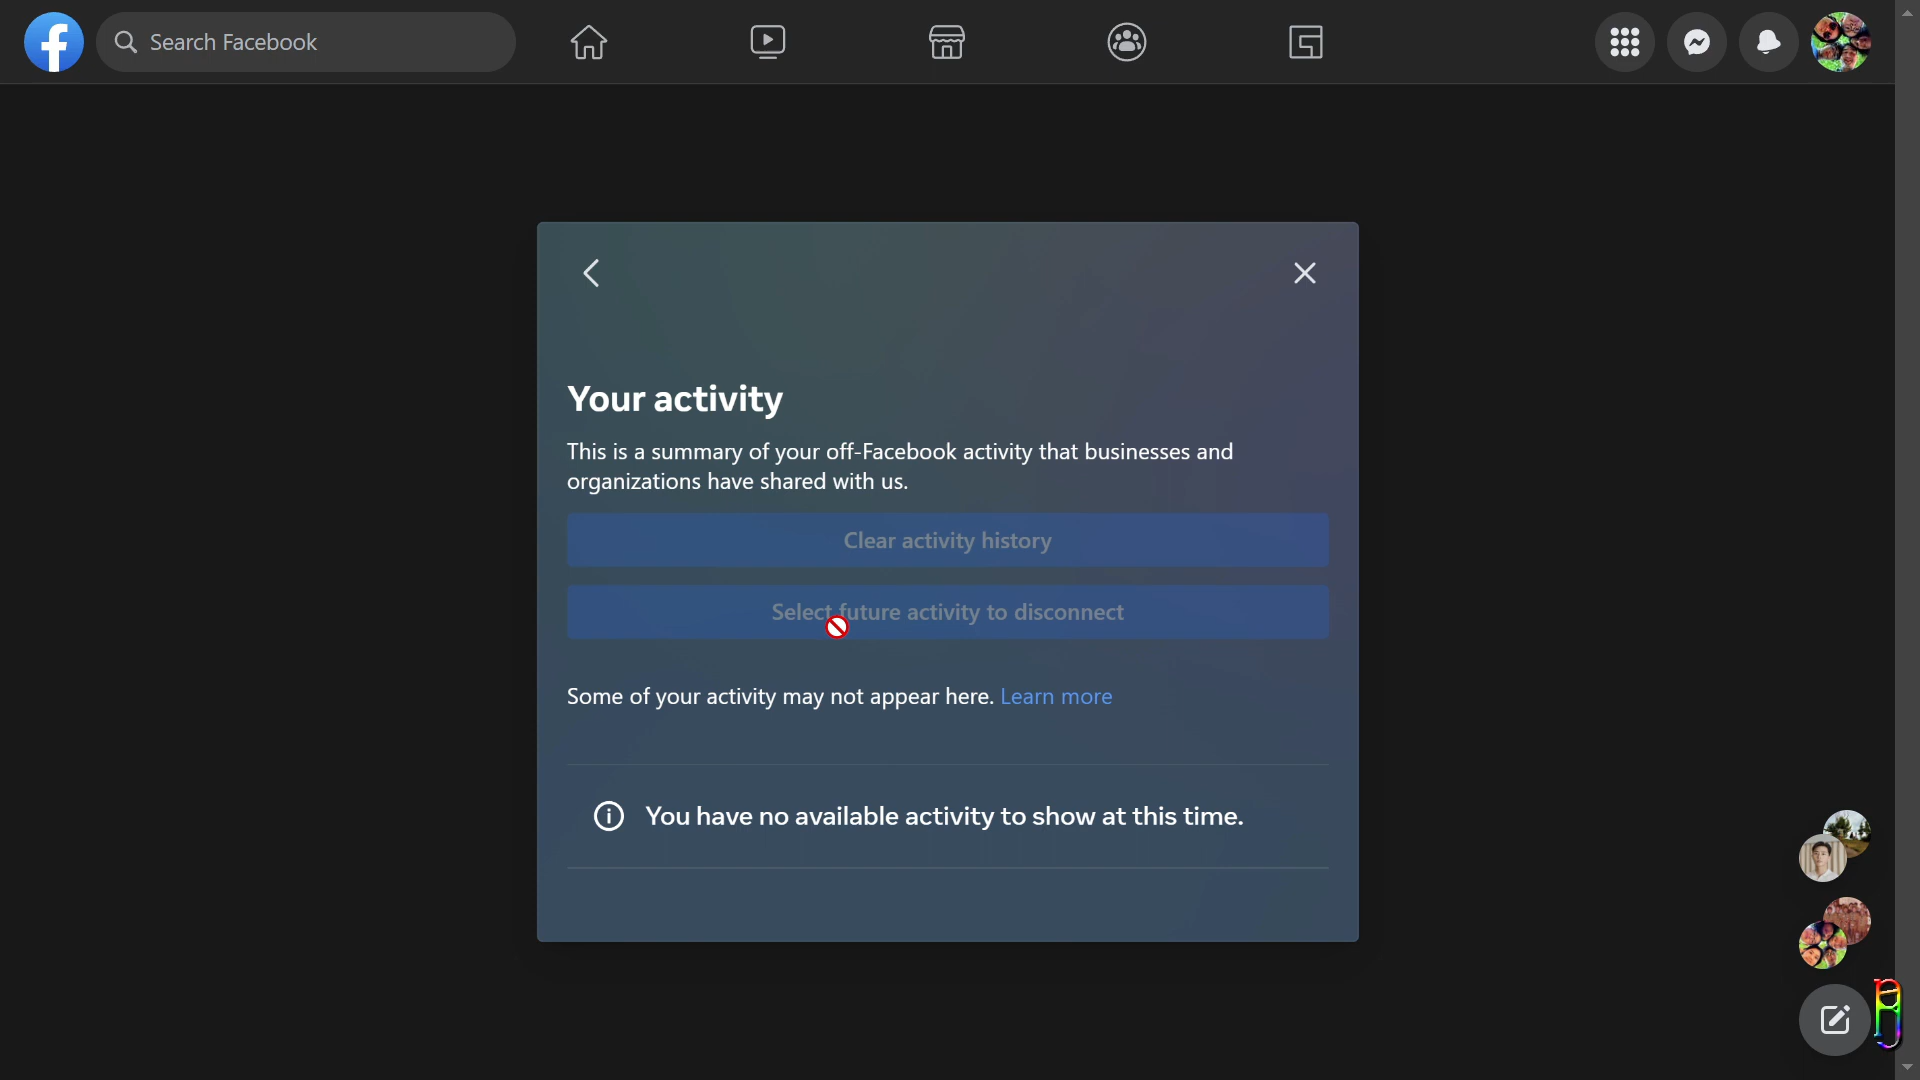 Search Facebook
Your activity
This is a summary of your off-Facebook activity that businesses and
organizations have shared with us.
Clear activity history
Select future activity to disconnect
Some of your activity may not appear here. Learn more
You have no available activity to show at this time.